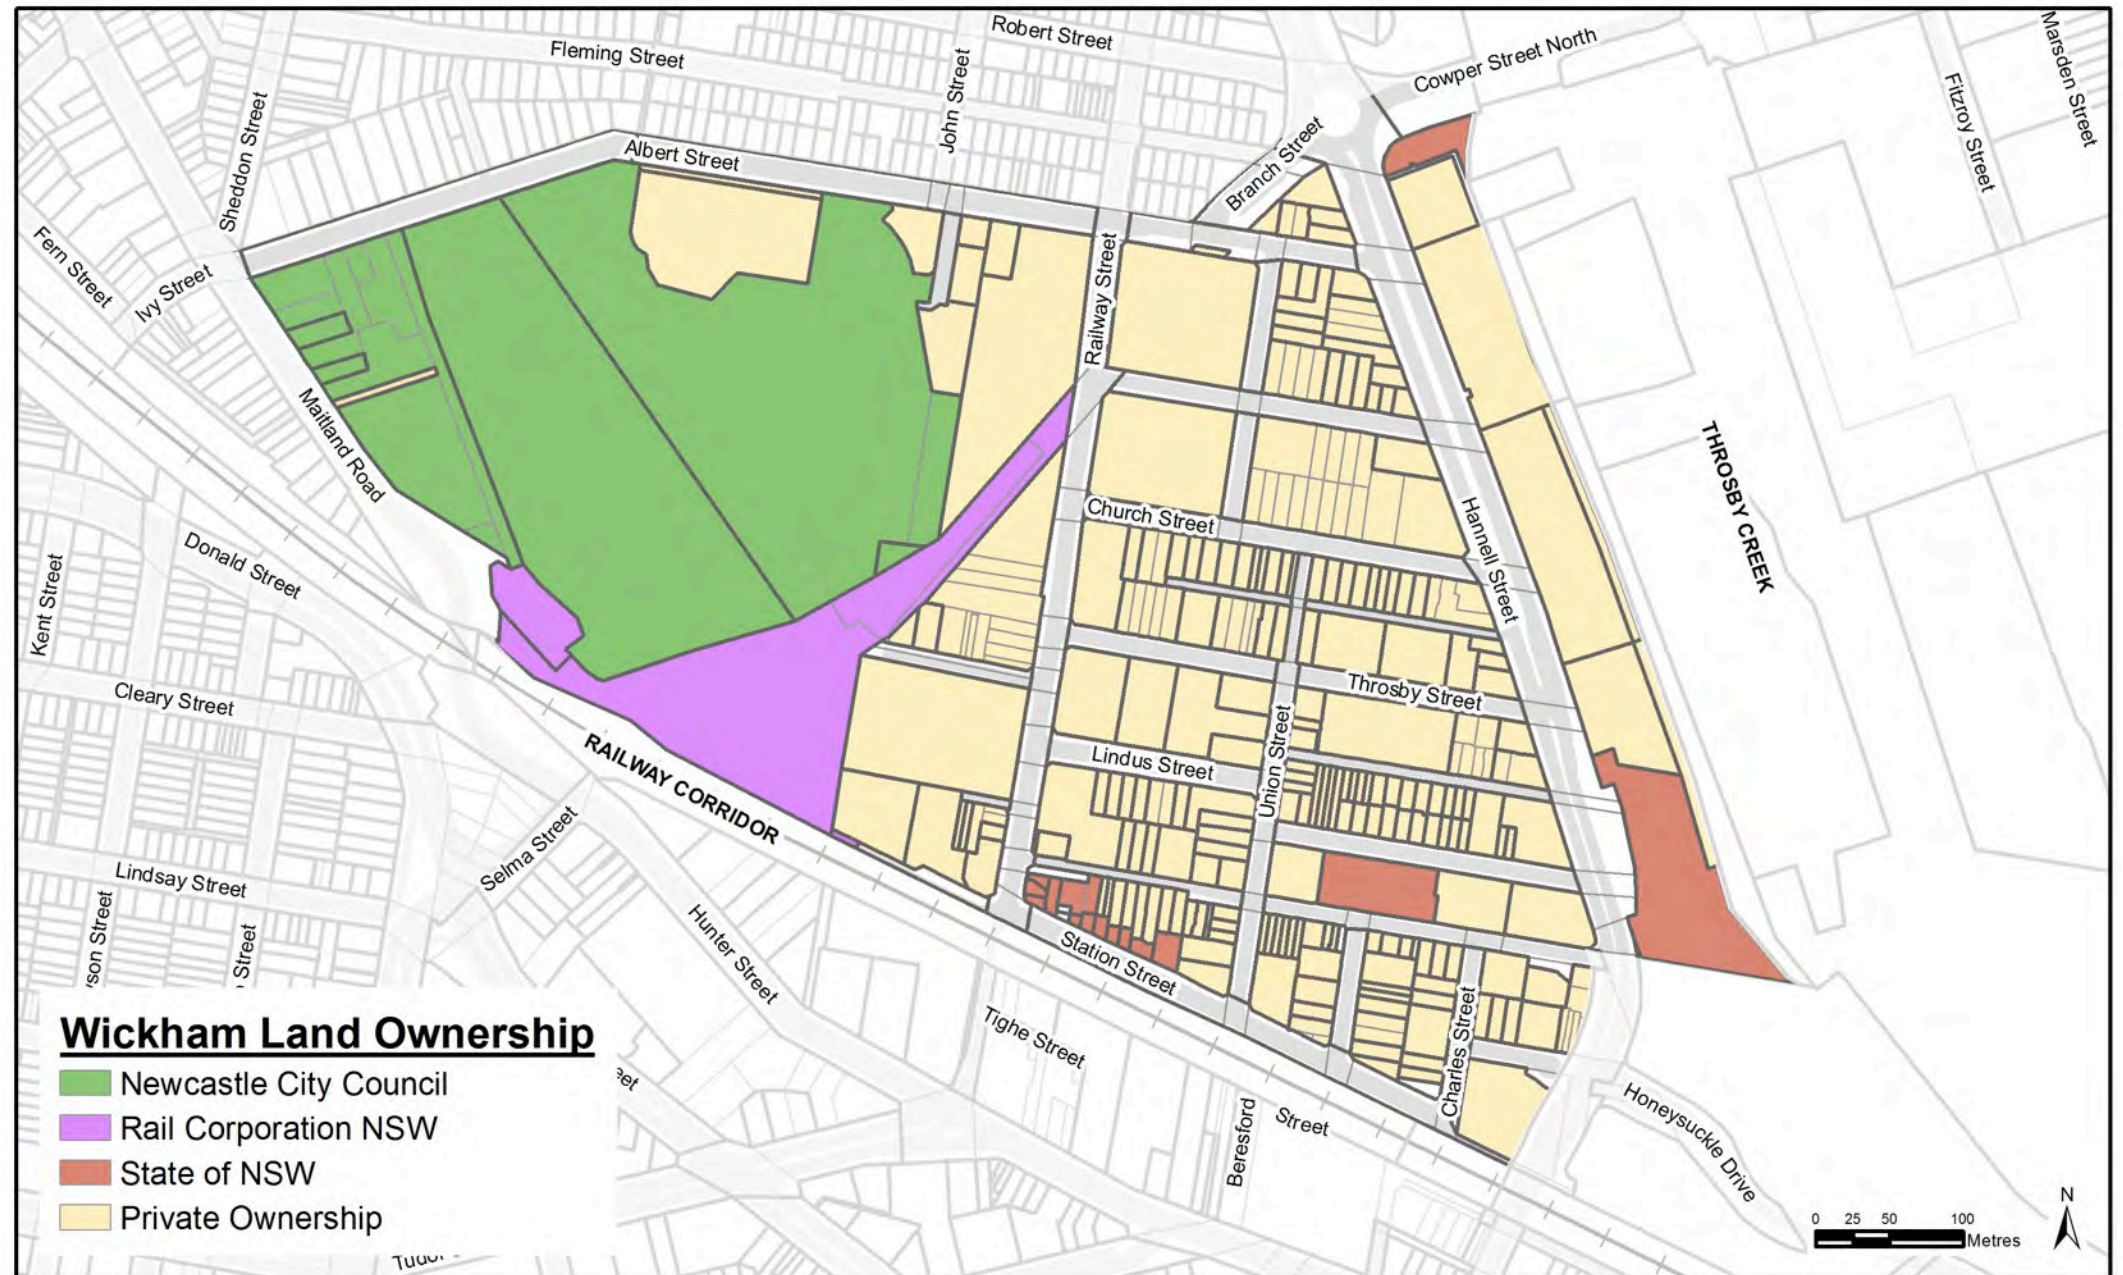 Robert Street
Fleming Street
Cowper Street North
Marsden Street
Fitzroy Street
John Street
Sheddon Street
Albert Street
Branch Street
Fern Street
Ivy Street
Railway Street
Maitland Road
THROSBY CREEK
Hannell Street
Church Street
Donald Street
Kent Street
Throsby Street
Cleary Street
Union Street
Lindus Street
RAILWAY CORRIDOR
Selma Street
Lindsay Street
son Street
Street
Hunter Street
Station Street
Charles Street
Tighe Street
Honeysuckle Drive
Beresford
Street
Wickham Land Ownership
Newcastle City Council
Rail Corporation NSW
State of NSW
Private Ownership
eet
N
0 25 50 100
Metres